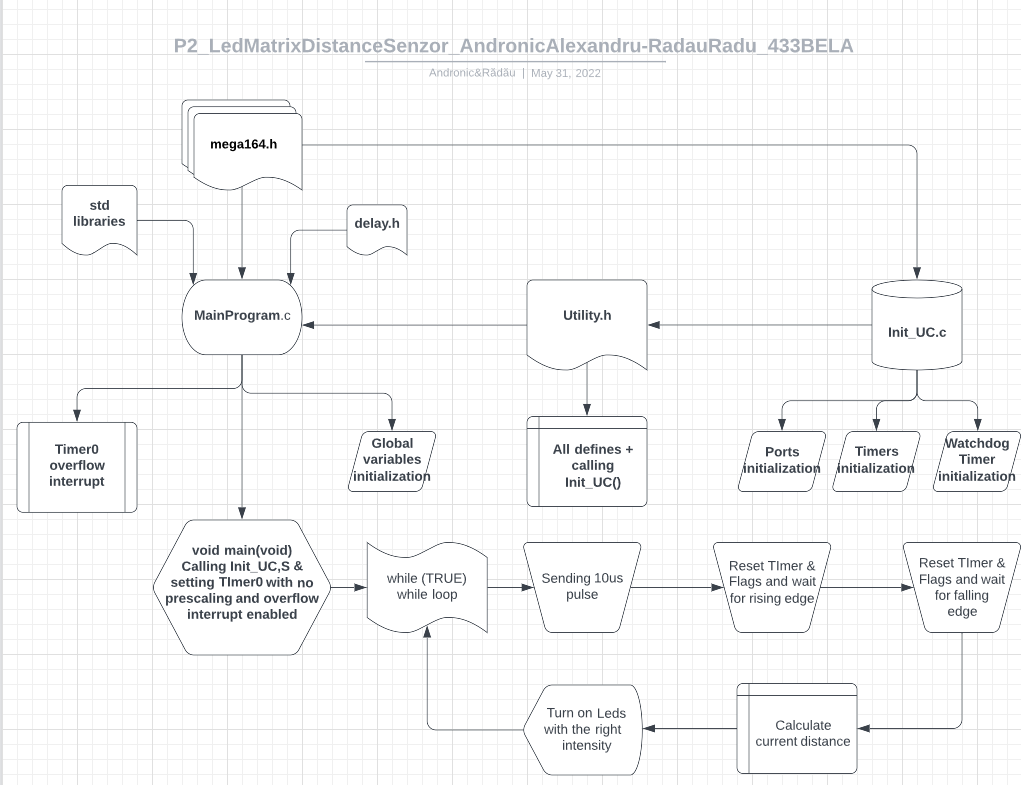 P2_LedMatrixDistanceSenzor_AndronicAlexandru-RadauRadu_433BELA
Andronic&Rădău | May 31, 2022
mega164.h
std
libraries
delay.h
MainProgram.c
Utility.h
Init_UC.c
Timer0
overflow
interrupt
Global
variables
initialization
All defines +
calling
Init_UC()
Ports
initialization
Timers
initialization
Watchdog
Timer
initialization
void main(void)
Calling Init_UC,S &
setting TImer0 with no
prescaling and overflow
interrupt enabled
while (TRUE)
while loop
Sending 10us
pulse
Reset TImer &
Flags and wait
for rising edge
Reset TImer &
Flags and wait
for falling
edge
Turn on Leds
with the right
intensity
Calculate
current distance